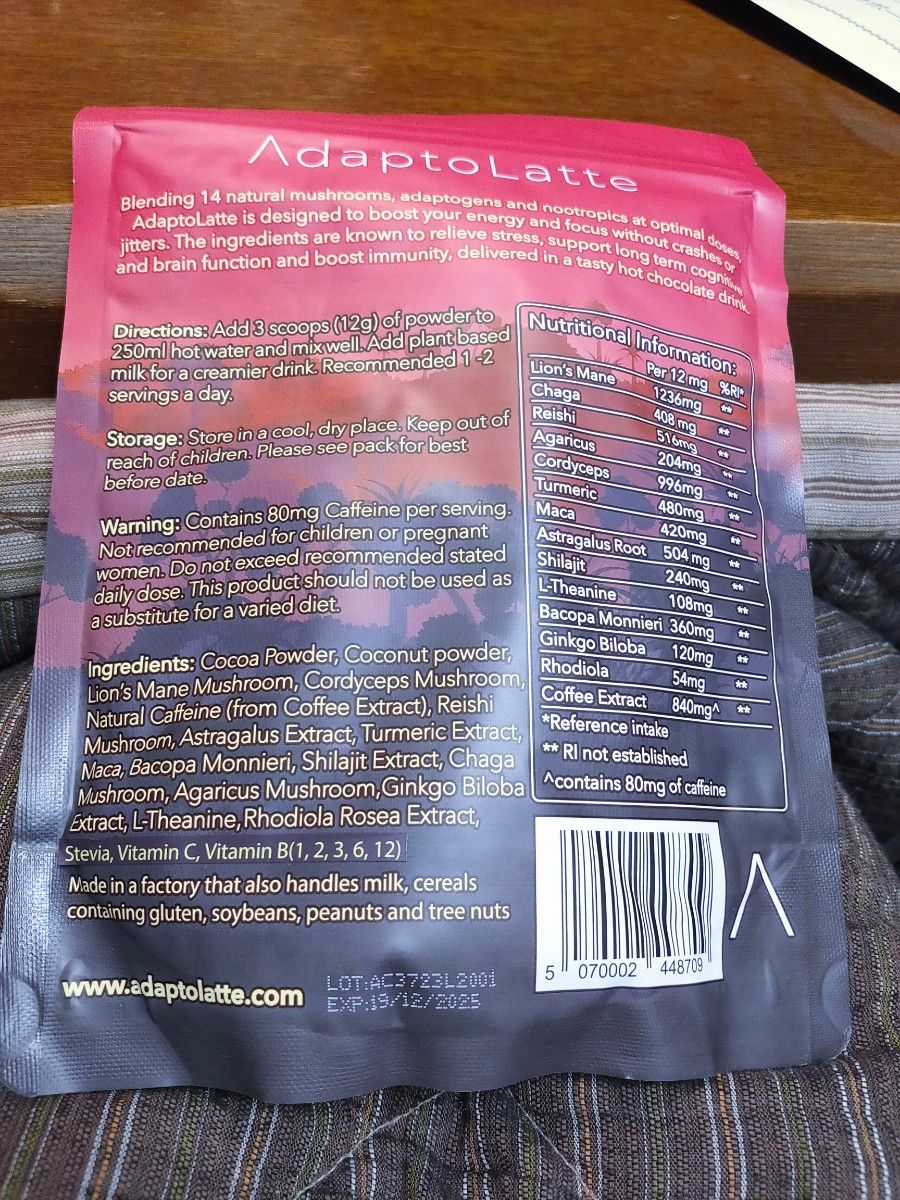 AdaptoLatte
Blending 14 natural mushrooms, adaptogens and nootropics at optimal doses,
AdaptoLatte is designed to boost your energy and focus without crashes or
jitters. The ingredients are known to relieve stress, support long term cognitive
and brain function and boost immunity, delivered in a tasty hot chocolate drink.
Directions: Add 3 scoops (12g) of powder to
250ml hot water and mix well. Add plant based
milk for a creamier drink. Recommended 1 -2
servings a day.
Storage: Store in a cool, dry place. Keep out of
reach of children. Please see pack for best
before date.
Warning: Contains 80mg Caffeine per serving.
Not recommended for children or pregnant
women. Do not exceed recommended stated
daily dose. This product should not be used as
a substitute for a varied diet.
Ingredients: Cocoa Powder, Coconut powder,
Lion's Mane Mushroom, Cordyceps Mushroom,
Natural Caffeine (from Coffee Extract), Reishi
Mushroom, Astragalus Extract, Turmeric Extract,
Maca, Bacopa Monnieri, Shilajit Extract, Chaga
Mushroom, Agaricus Mushroom,Ginkgo Biloba
Extract, L-Theanine,Rhodiola Rosea Extract,
Stevia, Vitamin C, Vitamin B(1, 2, 3, 6, 12)
Made in a factory that also handles milk, cereals
containing gluten, soybeans, peanuts and tree nuts
www.adaptolatte.com
LOT.AC3723L2001
EXP.19/12/2025
Nutritional Information:
Per 12 mg %RI*
Lion's Mane 1236mg **
Chaga 408 mg **
Reishi 516mg **
Agaricus 204mg **
Cordyceps 996mg **
Turmeric 480mg **
Maca 420mg **
Astragalus Root 504 mg **
Shilajit 240mg **
L-Theanine 108mg **
Bacopa Monnieri 360mg **
Ginkgo Biloba 120mg **
Rhodiola 54mg **
Coffee Extract 840mg^ **
*Reference intake
** RI not established
^contains 80mg of caffeine
5 070002 448709